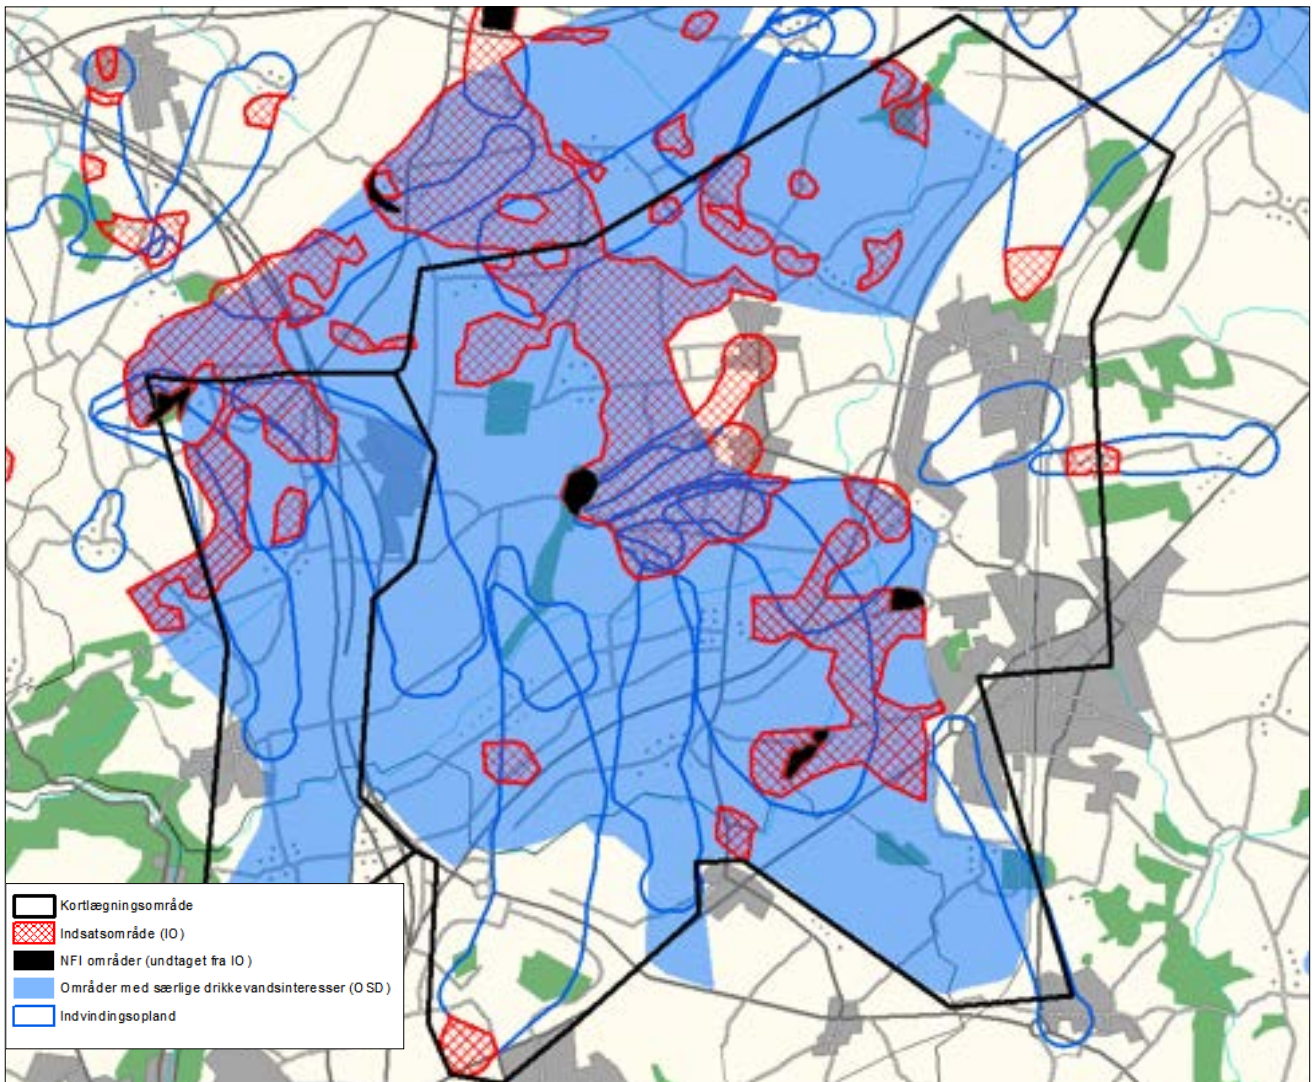 Kortlægningsområde
Indsatsområde (IO)
NFI områder (undtaget fra IO)
Områder med særlige drikkevandsinteresser (OSD)
Indvindingsopland